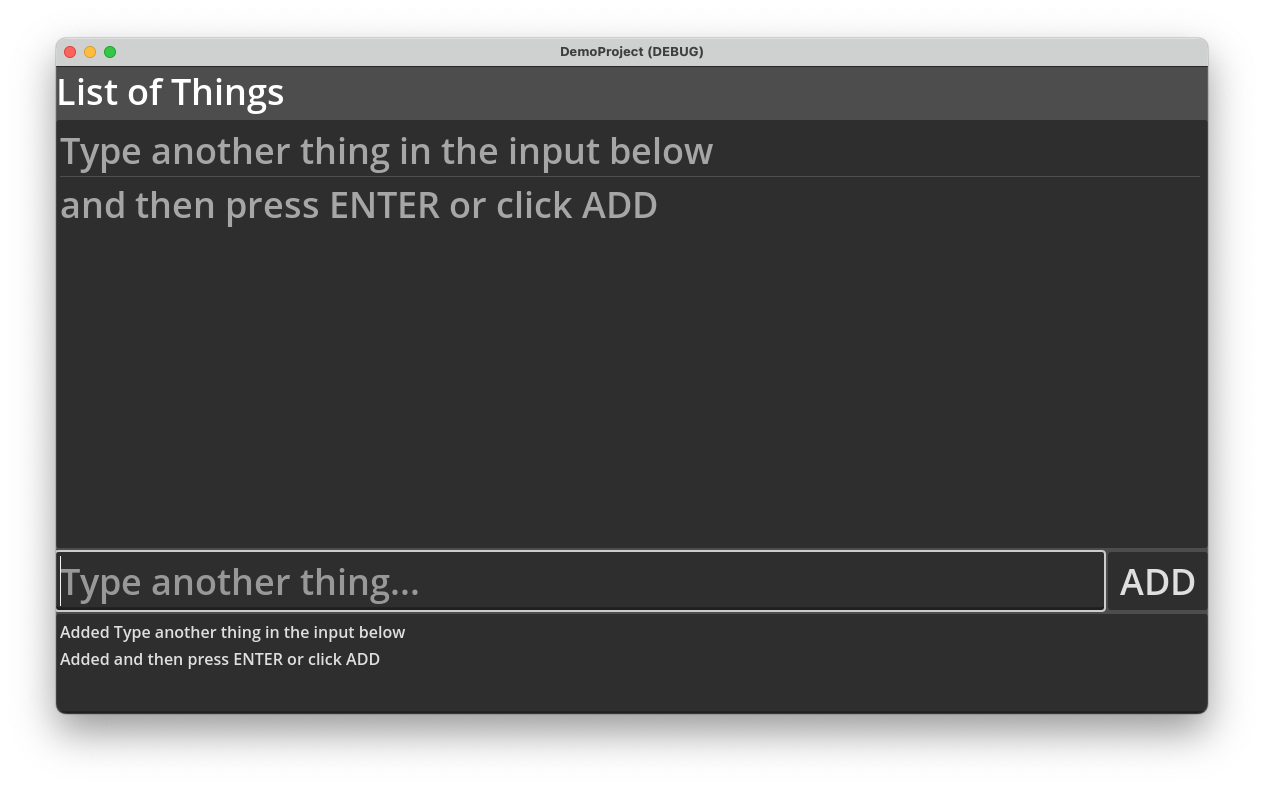 DemoProject (DEBUG)
List of Things
Type another thing in the input below
and then press ENTER or click ADD
Type another thing...
ADD
Added Type another thing in the input below
Added and then press ENTER or click ADD